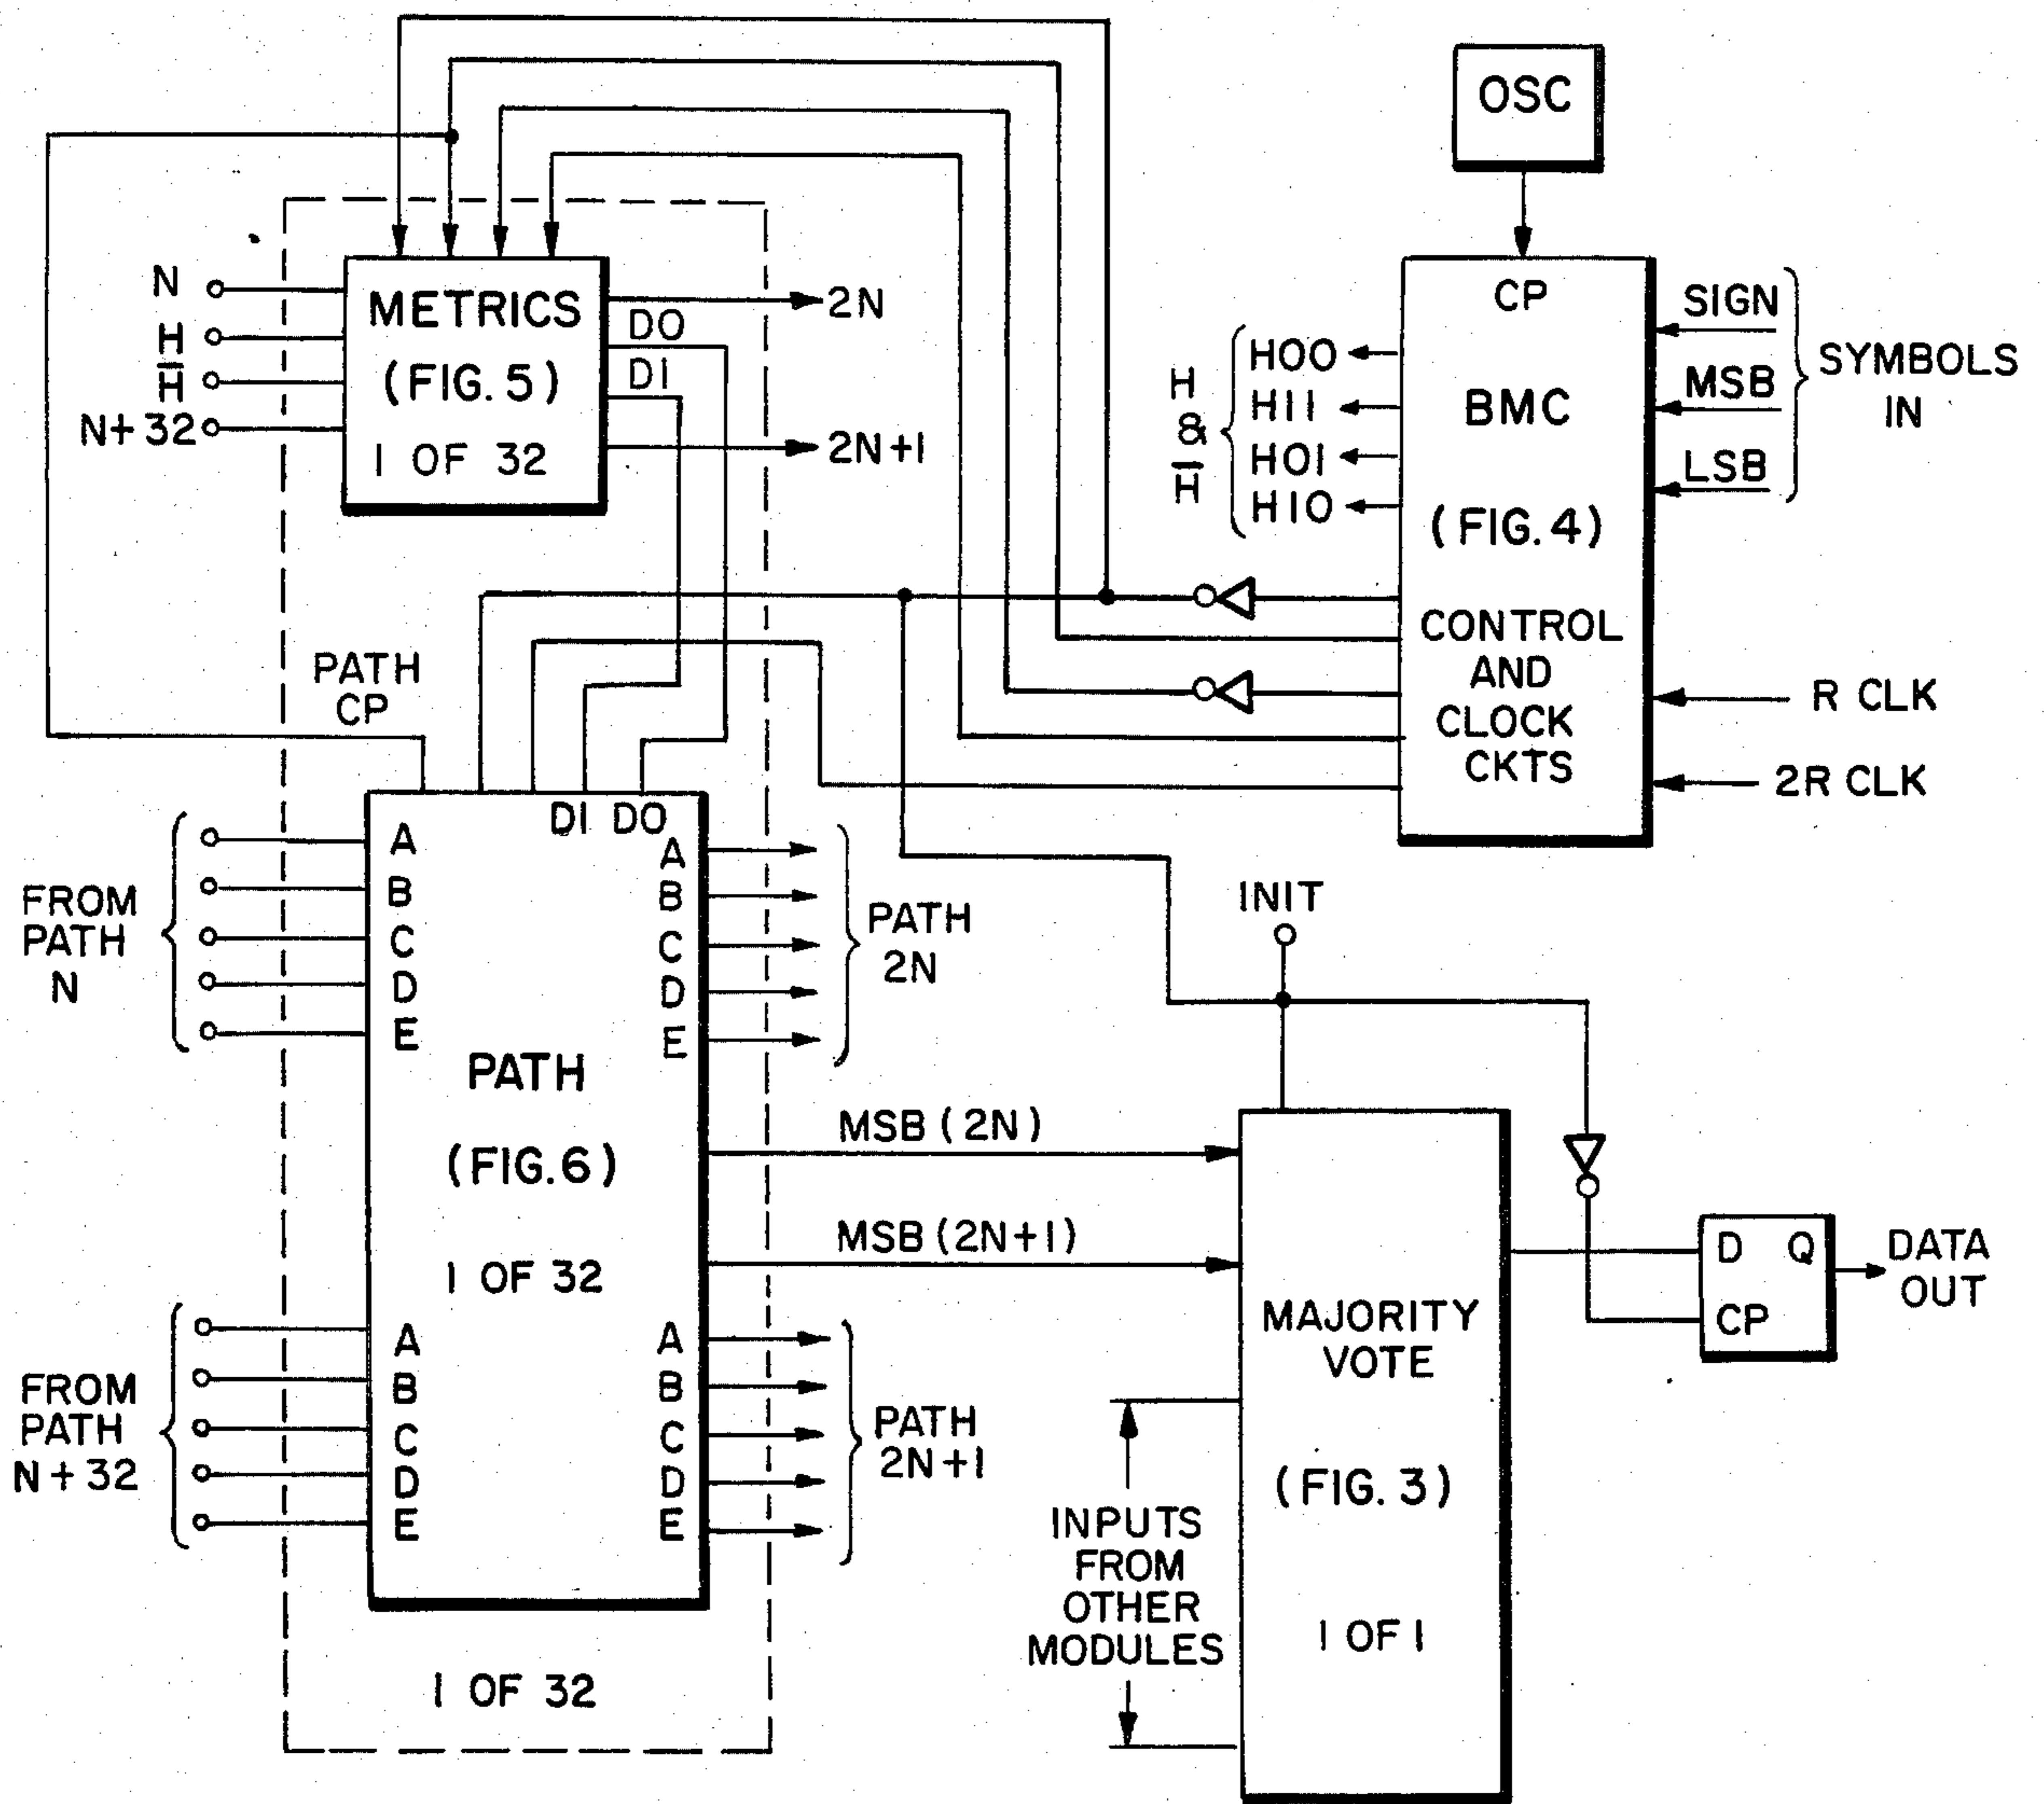 OSC
N
H
H̅
N+32
METRICS
(FIG. 5)
1 OF 32
2N
DO
DI
2N+1
CP
BMC
(FIG. 4)
CONTROL
AND
CLOCK
CKTS
H
&
H̅
HOO
H11
HO1
H1O
SIGN
MSB
LSB
SYMBOLS
IN
R CLK
2R CLK
PATH
CP
DI DO
FROM
PATH
N
A
B
C
D
E
A
B
C
D
E
PATH
2N
PATH
(FIG. 6)
1 OF 32
MSB (2N)
MSB (2N+1)
FROM
PATH
N+32
A
B
C
D
E
A
B
C
D
E
PATH
2N+1
1 OF 32
INIT
MAJORITY
VOTE
(FIG. 3)
1 OF 1
INPUTS
FROM
OTHER
MODULES
D Q
CP
DATA
OUT